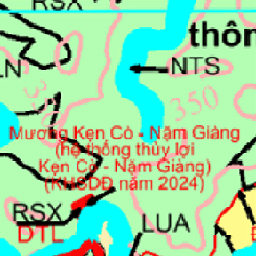 RSX
thôn
LN
NTS
350
Mương Kẹn Cò - Nậm Giàng
(hệ thống thủy lợi
Kẹn Cò - Nậm Giàng)
(KHSDĐ năm 2024)
RSX
LUA
DTL